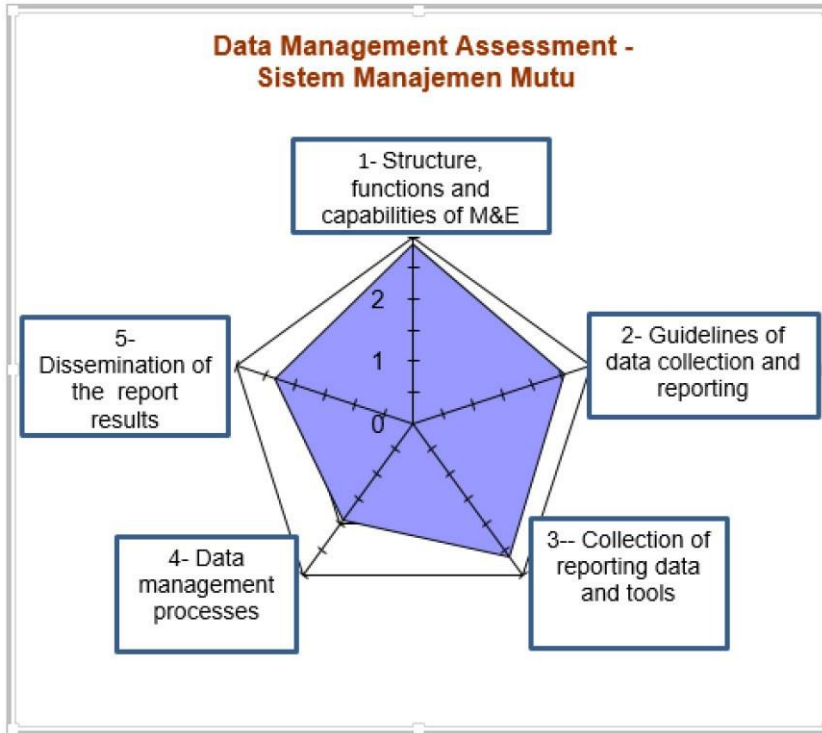 Data Management Assessment -
Sistem Manajemen Mutu
1- Structure,
functions and
capabilities of M&E
2
1
0
5-
Dissemination of
the report
results
2- Guidelines of
data collection and
reporting
4- Data
management
processes
3-- Collection of
reporting data
and tools